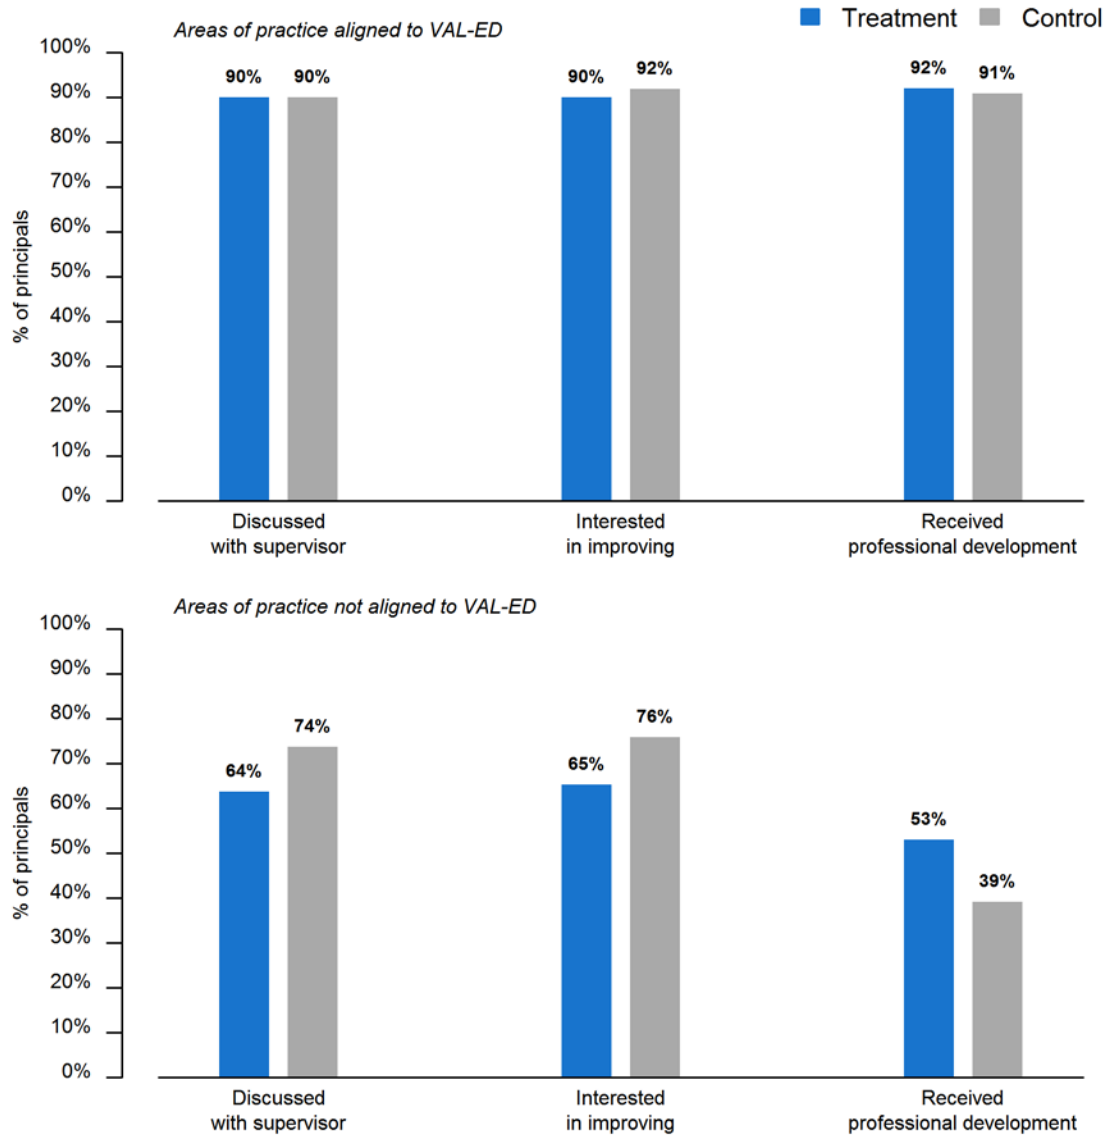 Treatment Control
Areas of practice aligned to VAL-ED
% of principals
100%
90%
80%
70%
60%
50%
40%
30%
20%
10%
0%
90% 90% 90% 92% 92% 91%
Discussed
with supervisor
Interested
in improving
Received
professional development
Areas of practice not aligned to VAL-ED
% of principals
100%
90%
80%
70%
60%
50%
40%
30%
20%
10%
0%
64% 74% 65% 76% 53% 39%
Discussed
with supervisor
Interested
in improving
Received
professional development